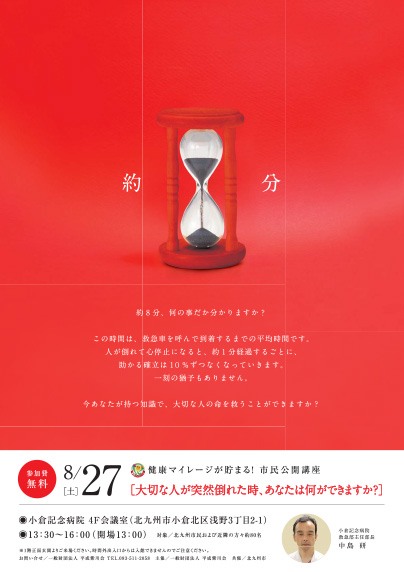 約 分
約8分、何の事だか分かりますか？
この時間は、救急車を呼んで到着するまでの平均時間です。
人が倒れて心停止になると、約1分経過するごとに、
助かる確立は10％ずつなくなっていきます。
一刻の猶予もありません。
今あなたが持つ知識で、大切な人の命を救うことができますか？
参加費
無料
8/27
[土]
健康マイレージが貯まる! 市民公開講座
[大切な人が突然倒れた時、あなたは何ができますか?]
◉小倉記念病院 4F会議室（北九州市小倉北区浅野3丁目2-1）
◉13:30〜16:00（開場13:00） 対象／北九州市民および近隣の方々約80名
※1階正面玄関よりご来場ください。時間外出入口からは入館できませんのでご注意ください。
お問い合せ／一般財団法人 平成紫川会 TEL.093-511-2058 主催／一般財団法人 平成紫川会 共催／北九州市
小倉記念病院
救急部主任部長
中島 研